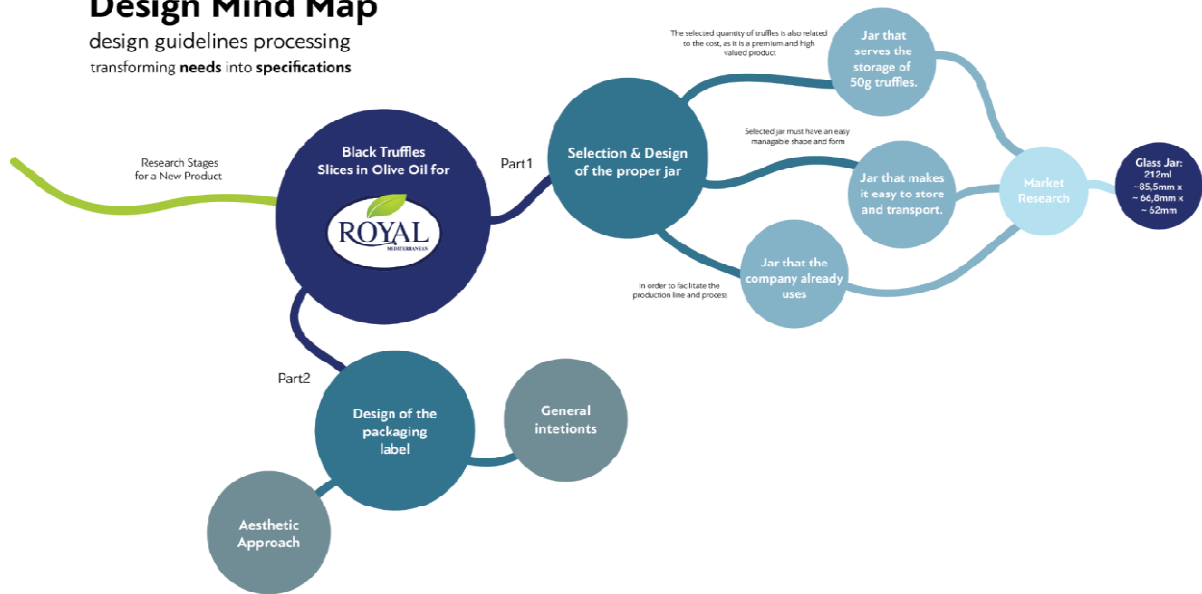 Design Mind Map
design guidelines processing
transforming needs into specifications
Research Stages
for a New Product
Black Truffles
Slices in Olive Oil for
ROYAL
MEDITERRANEAN
Part1
Selection & Design
of the proper jar
The selected quantity of truffles is also related
to the cost, as it is a premium and high
valued product
Jar that
serves the
storage of
50g truffles.
Selected jar must have an easy
managable shape and form
Jar that makes
it easy to store
and transport.
In order to facilitate the
production line and process
Jar that the
company already
uses
Market
Research
Glass Jar:
212ml
~85,5mm x
~ 66,8mm x
~ 52mm
Part2
Design of the
packaging
label
General
intetionts
Aesthetic
Approach